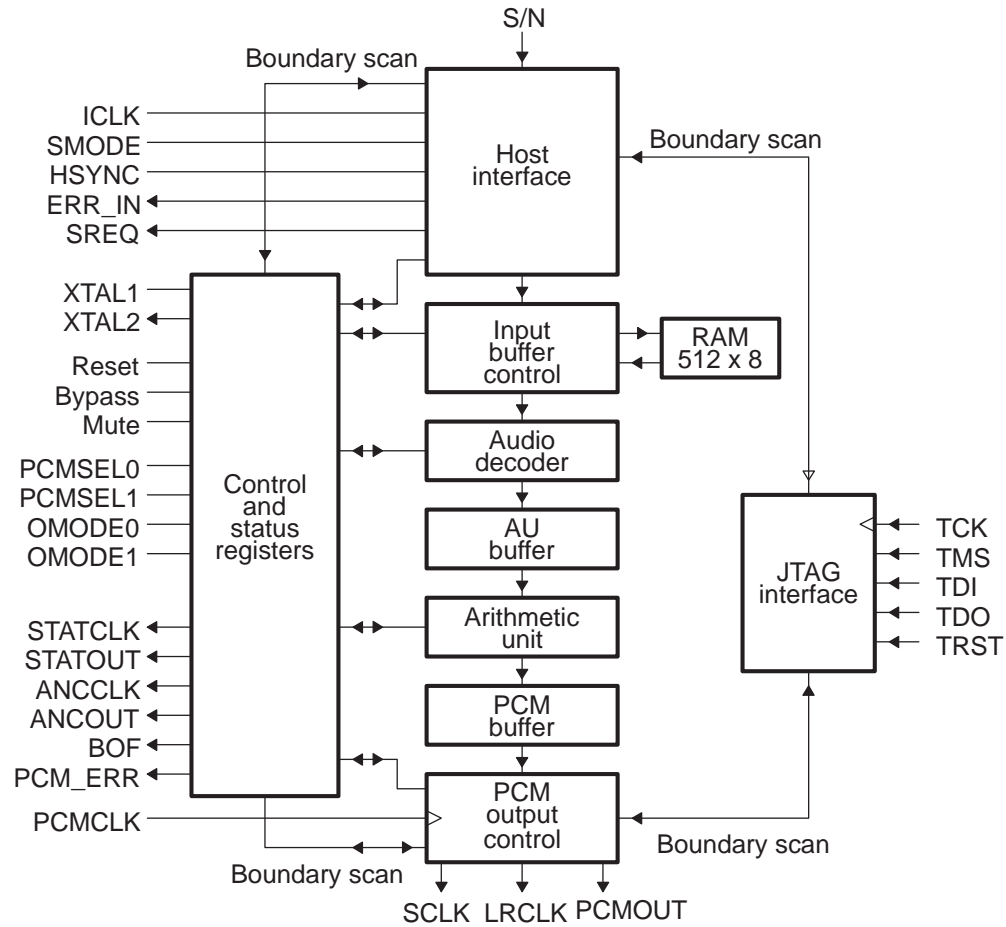 S/N
Boundary scan
ICLK
SMODE
HSYNC
ERR_IN
SREQ
Host
interface
Boundary scan
XTAL1
XTAL2
Reset
Bypass
Mute
PCMSEL0
PCMSEL1
OMODE0
OMODE1
STATCLK
STATOUT
ANCCLK
ANCOUT
BOF
PCM_ERR
PCMCLK
Control
and
status
registers
Input
buffer
control
RAM
512 x 8
Audio
decoder
AU
buffer
Arithmetic
unit
PCM
buffer
PCM
output
control
JTAG
interface
TCK
TMS
TDI
TDO
TRST
Boundary scan
Boundary scan
SCLK
LRCLK
PCMOUT